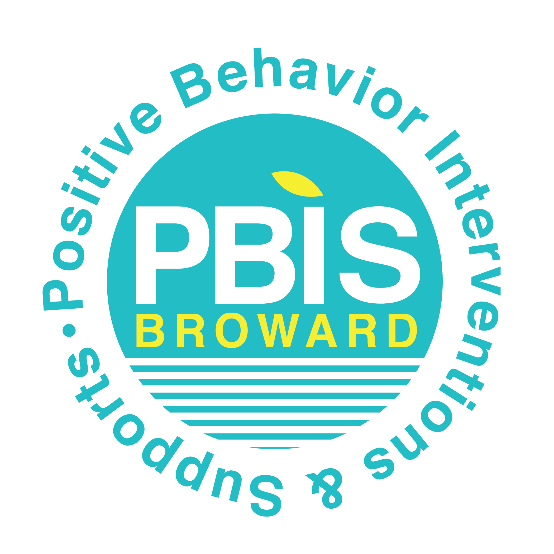 Positive Behavior Interventions & Supports •
PBIS
BROWARD